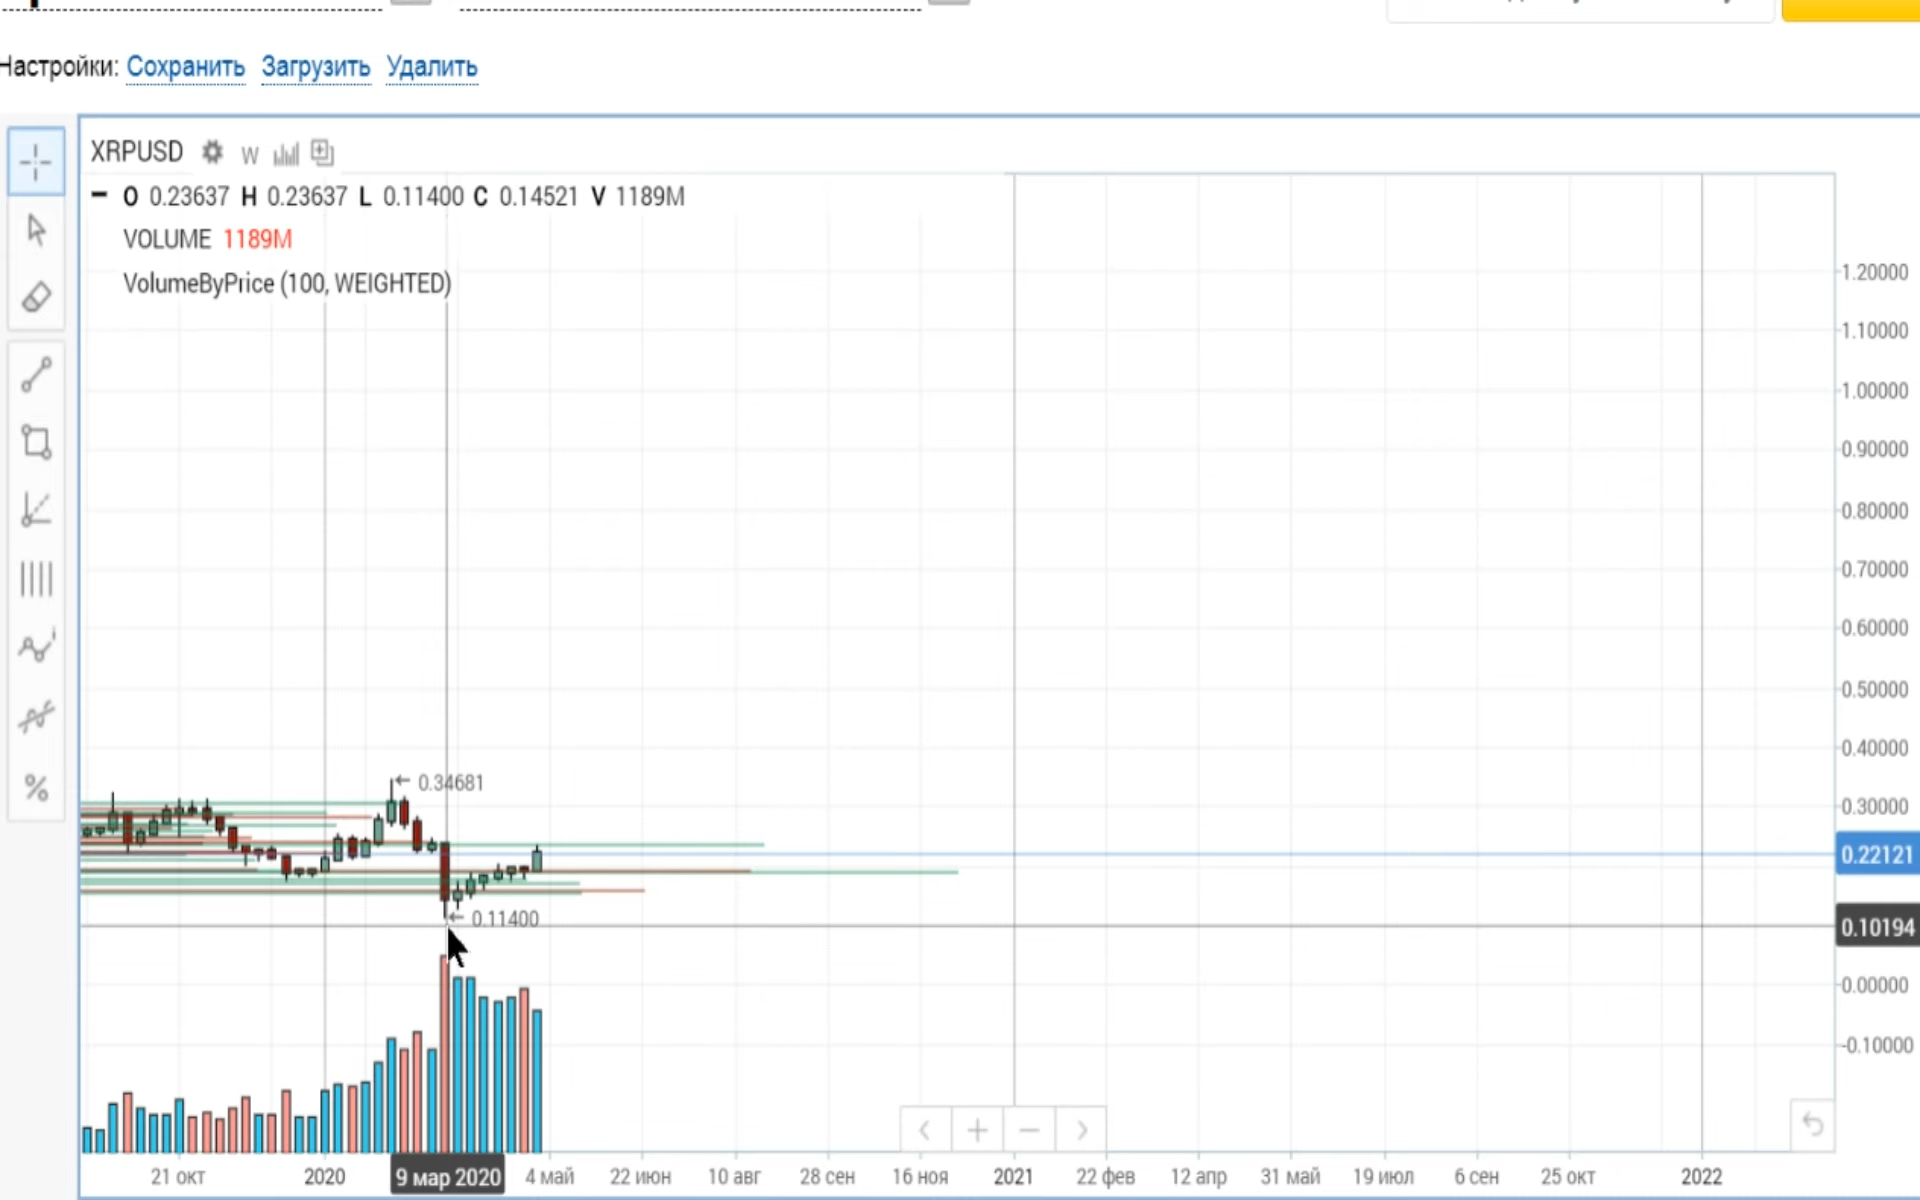 Настройки: Сохранить Загрузить Удалить
XRPUSD W
O 0.23637 H 0.23637 L 0.11400 C 0.14521 V 1189M
VOLUME 1189M
VolumeByPrice (100, WEIGHTED)
1.20000
1.10000
1.00000
0.90000
0.80000
0.70000
0.60000
0.50000
0.40000
0.34681
0.30000
0.22121
0.11400
0.10194
0.00000
-0.10000
21 окт 2020 9 мар 2020 4 май 22 июн 10 авг 28 сен 16 ноя 2021 22 фев 12 апр 31 май 19 июл 6 сен 25 окт 2022